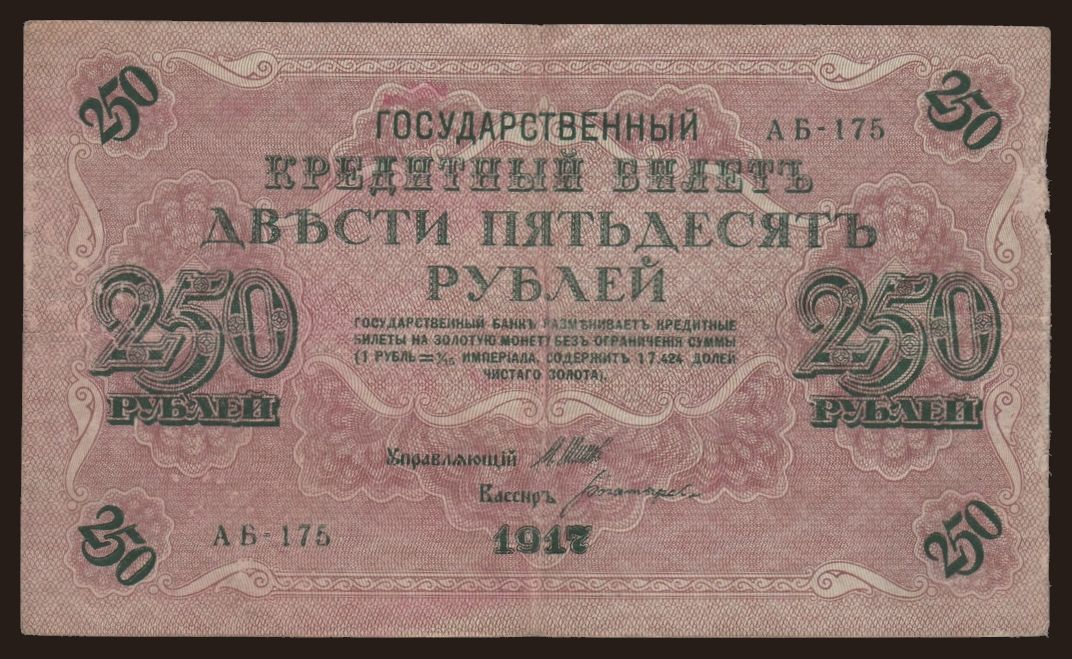 250
250
ГОСУДАРСТВЕННЫЙ АБ-175
КРЕДИТНЫЙ БИЛЕТЪ
ДВѢСТИ ПЯТЬДЕСЯТЪ
РУБЛЕЙ
250
РУБЛЕЙ
ГОСУДАРСТВЕННЫЙ БАНКЪ РАЗМѢНИВАЕТЪ КРЕДИТНЫЕ
БИЛЕТЫ НА ЗОЛОТУЮ МОНЕТУ БЕЗЪ ОГРАНИЧЕНІЯ СУММЫ
(1 РУБЛЬ = 1/15 ИМПЕРІАЛА, СОДЕРЖИТЪ 17,424 ДОЛЕЙ
ЧИСТАГО ЗОЛОТА).
250
РУБЛЕЙ
Управляющій
Кассиръ Богатыревъ
АБ-175
1917
250
250